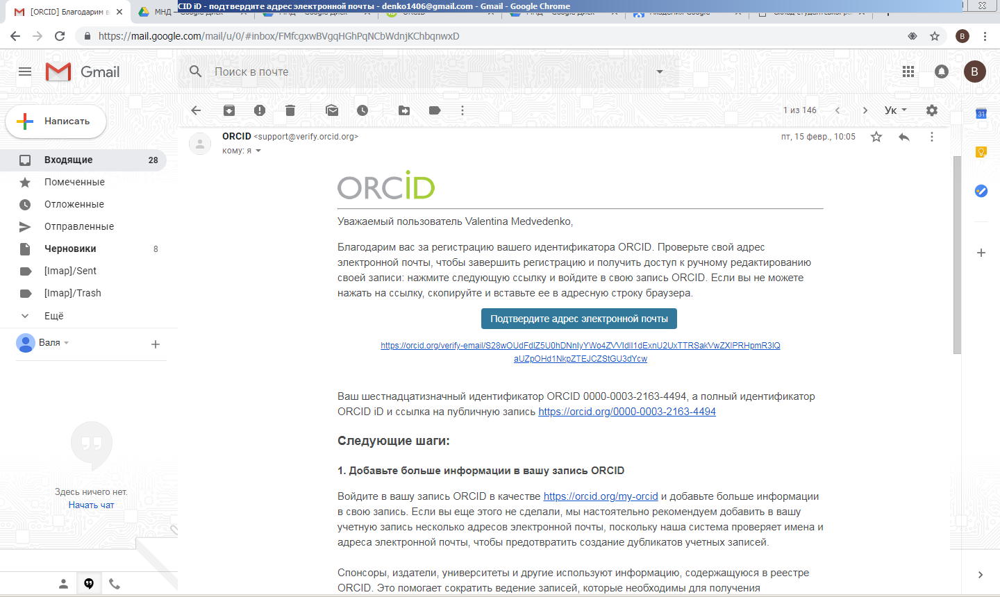 CID iD - подтвердите адрес электронной почты - denko1406@gmail.com - Gmail - Google Chrome
[ORCID] Благодарим в
МНД
https://mail.google.com/mail/u/0/#inbox/FMfcgxwBVgqHGhPqNCbWdnjKChbqnwxD
B
Gmail
Поиск в почте
B
Написать
1 из 146
Ук
31
ORCID <support@verify.orcid.org>
пт, 15 февр., 10:05
кому: я
Входящие 28
Помеченные
Отложенные
Отправленные
Черновики 8
[Imap]/Sent
[Imap]/Trash
Ещё
Валя
Здесь ничего нет.
Начать чат
ORCiD
Уважаемый пользователь Valentina Medvedenko,
Благодарим вас за регистрацию вашего идентификатора ORCID. Проверьте свой адрес
электронной почты, чтобы завершить регистрацию и получить доступ к ручному редактированию
своей записи: нажмите следующую ссылку и войдите в свою запись ORCID. Если вы не можете
нажать на ссылку, скопируйте и вставьте ее в адресную строку браузера.
Подтвердите адрес электронной почты
Ваш шестнадцатизначный идентификатор ORCID 0000-0003-2163-4494, а полный идентификатор
ORCID iD и ссылка на публичную запись https://orcid.org/0000-0003-2163-4494
Следующие шаги:
1. Добавьте больше информации в вашу запись ORCID
Войдите в вашу запись ORCID в качестве https://orcid.org/my-orcid и добавьте больше информации
в свою запись. Если вы еще этого не сделали, мы настоятельно рекомендуем добавить в вашу
учетную запись несколько адресов электронной почты, поскольку наша система проверяет имена и
адреса электронной почты, чтобы предотвратить создание дубликатов учетных записей.
Спонсоры, издатели, университеты и другие используют информацию, содержащуюся в реестре
ORCID. Это помогает сократить ведение записей, которые необходимы для получения